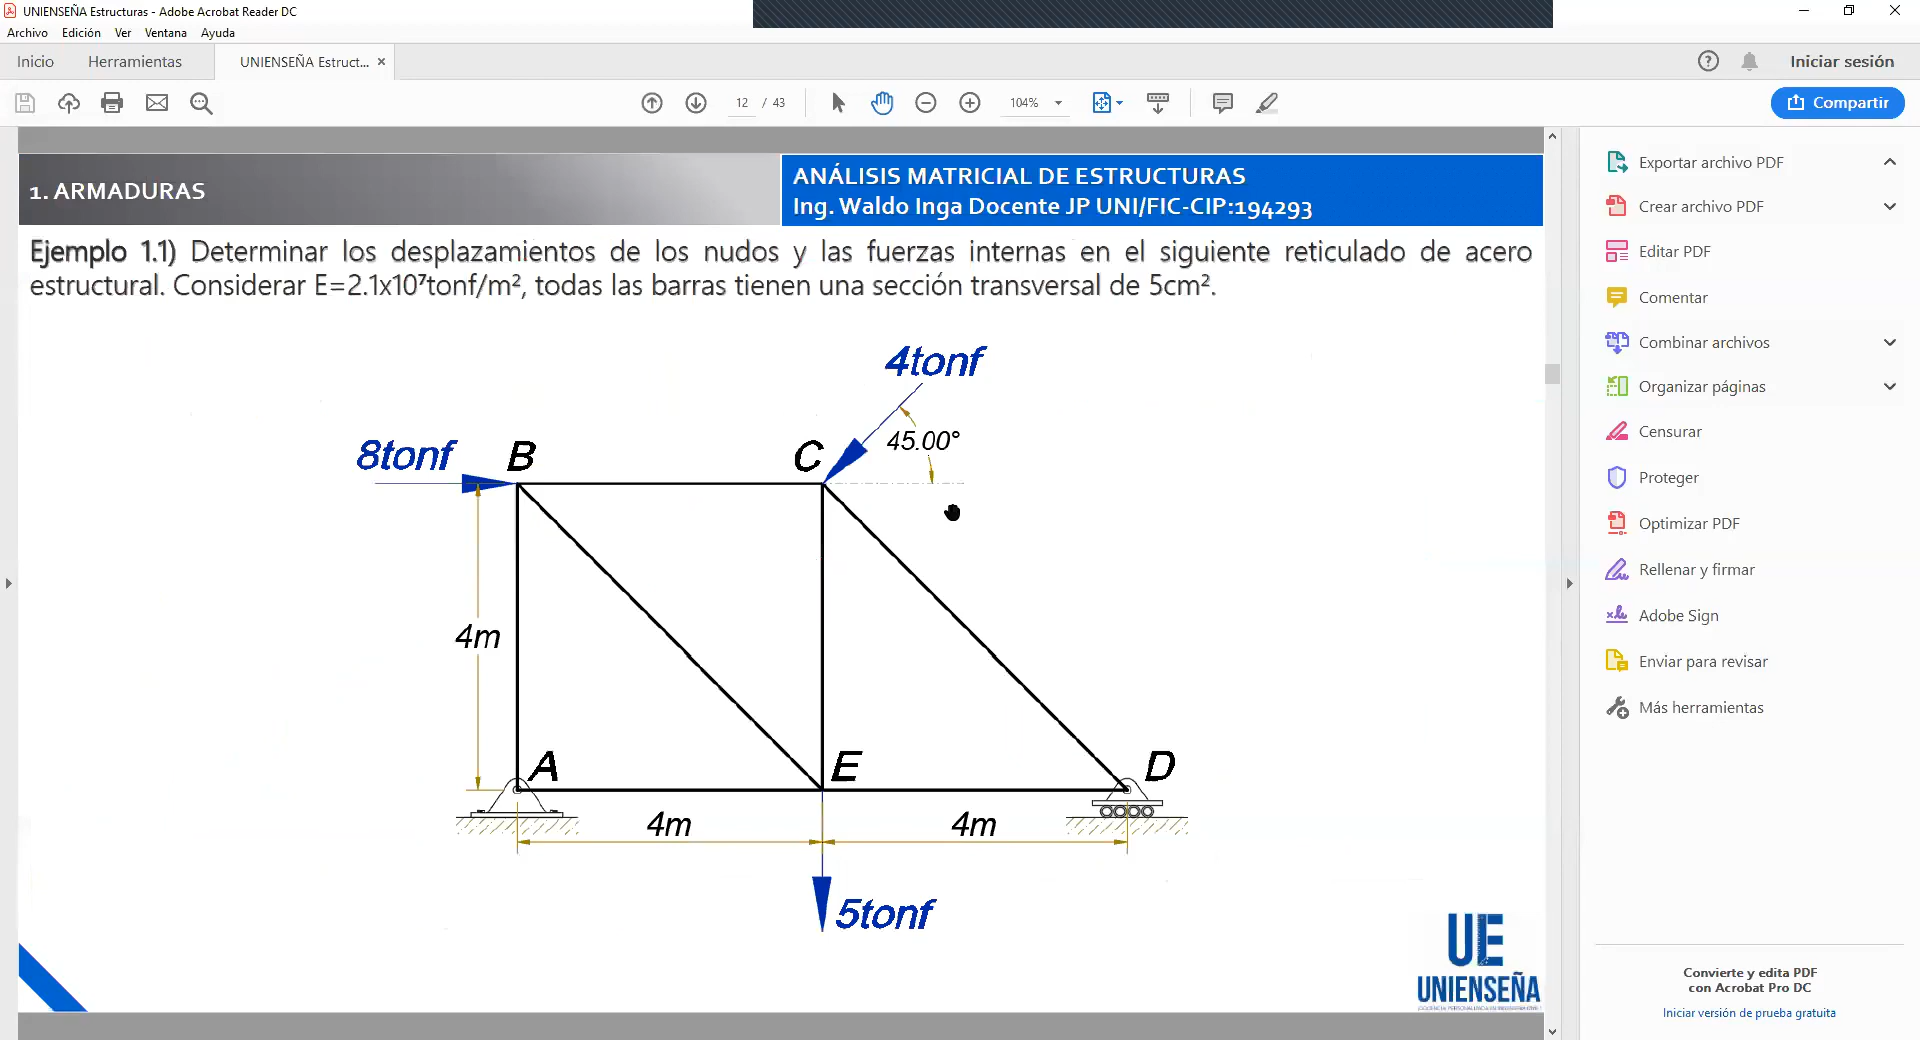 UNIENSEÑA Estructuras - Adobe Acrobat Reader DC
Archivo Edición Ver Ventana Ayuda
Inicio Herramientas UNIENSEÑA Estruct... × Iniciar sesión
12 / 43 104% Compartir
1. ARMADURAS
ANÁLISIS MATRICIAL DE ESTRUCTURAS
Ing. Waldo Inga Docente JP UNI/FIC-CIP:194293
Ejemplo 1.1) Determinar los desplazamientos de los nudos y las fuerzas internas en el siguiente reticulado de acero
estructural. Considerar E=2.1x10⁷tonf/m², todas las barras tienen una sección transversal de 5cm².
4tonf
45.00°
8tonf B C
4m
A E D
4m 4m
5tonf
UE
UNIENSEÑA
Exportar archivo PDF
Crear archivo PDF
Editar PDF
Comentar
Combinar archivos
Organizar páginas
Censurar
Proteger
Optimizar PDF
Rellenar y firmar
Adobe Sign
Enviar para revisar
Más herramientas
Convierte y edita PDF
con Acrobat Pro DC
Iniciar versión de prueba gratuita